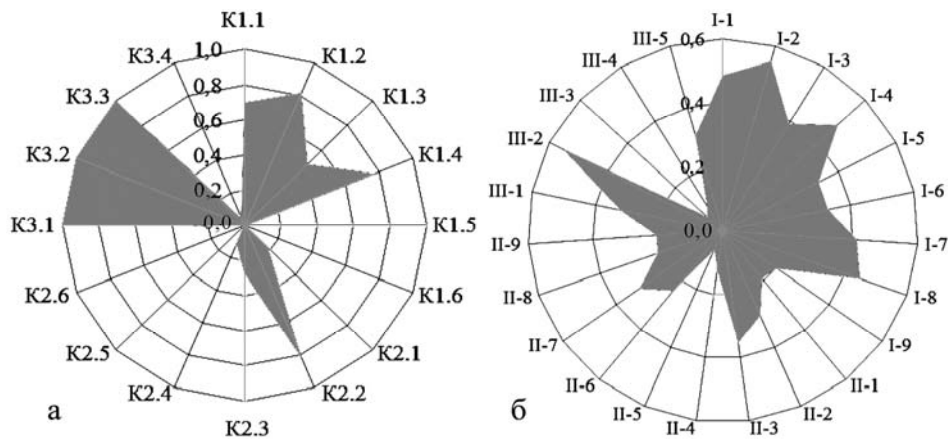 К1.1
1,0
К1.2
0,8
К1.3
0,6
К1.4
0,4
К1.5
0,2
К1.6
0,0
К2.1
К2.2
К2.3
К2.4
К2.5
К2.6
К3.1
К3.2
К3.3
К3.4
а
I-1
0,6
I-2
0,4
I-3
0,2
I-4
0,0
I-5
I-6
I-7
I-8
I-9
II-1
II-2
II-3
II-4
II-5
II-6
II-7
II-8
II-9
III-1
III-2
III-3
III-4
III-5
б